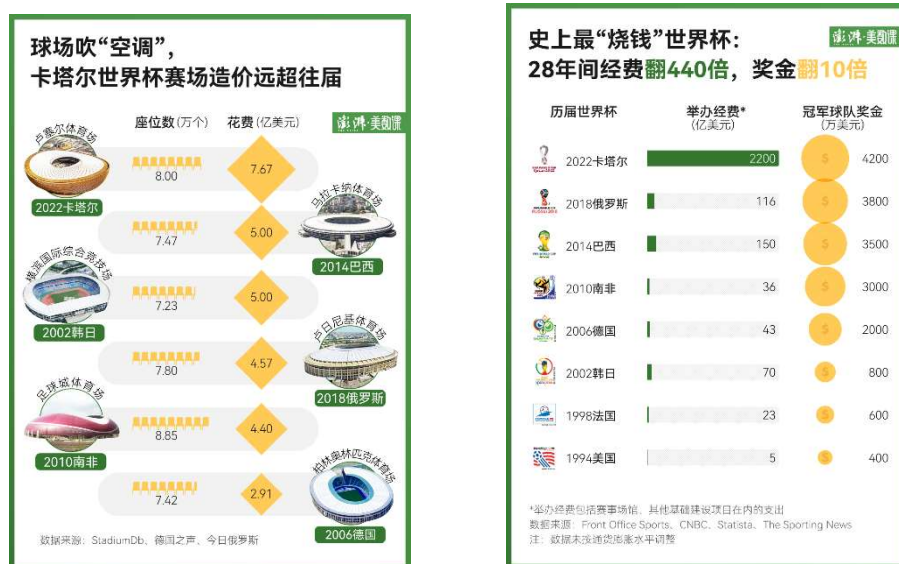 球场吹“空调”，
卡塔尔世界杯赛场造价远超往届
澎湃·美数课
座位数(万个) 花费(亿美元)
卢塞尔体育场
8.00 7.67
2022卡塔尔
马拉卡纳体育场
7.47 5.00
2014巴西
横滨国际综合竞技场
7.23 5.00
2002韩日
卢日尼基体育场
7.80 4.57
2018俄罗斯
足球城体育场
8.85 4.40
2010南非
柏林奥林匹克体育场
7.42 2.91
2006德国
数据来源：StadiumDb、德国之声、今日俄罗斯
史上最“烧钱”世界杯：
澎湃·美数课
28年间经费翻440倍，奖金翻10倍
历届世界杯 举办经费* 冠军球队奖金
(亿美元) (万美元)
2022卡塔尔 2200 $ 4200
2018俄罗斯 116 $ 3800
2014巴西 150 $ 3500
2010南非 36 $ 3000
2006德国 43 $ 2000
2002韩日 70 $ 800
1998法国 23 $ 600
1994美国 5 $ 400
*举办经费包括赛事场馆、其他基础建设项目在内的支出
数据来源：Front Office Sports、CNBC、Statista、The Sporting News
注：数据未按通货膨胀水平调整